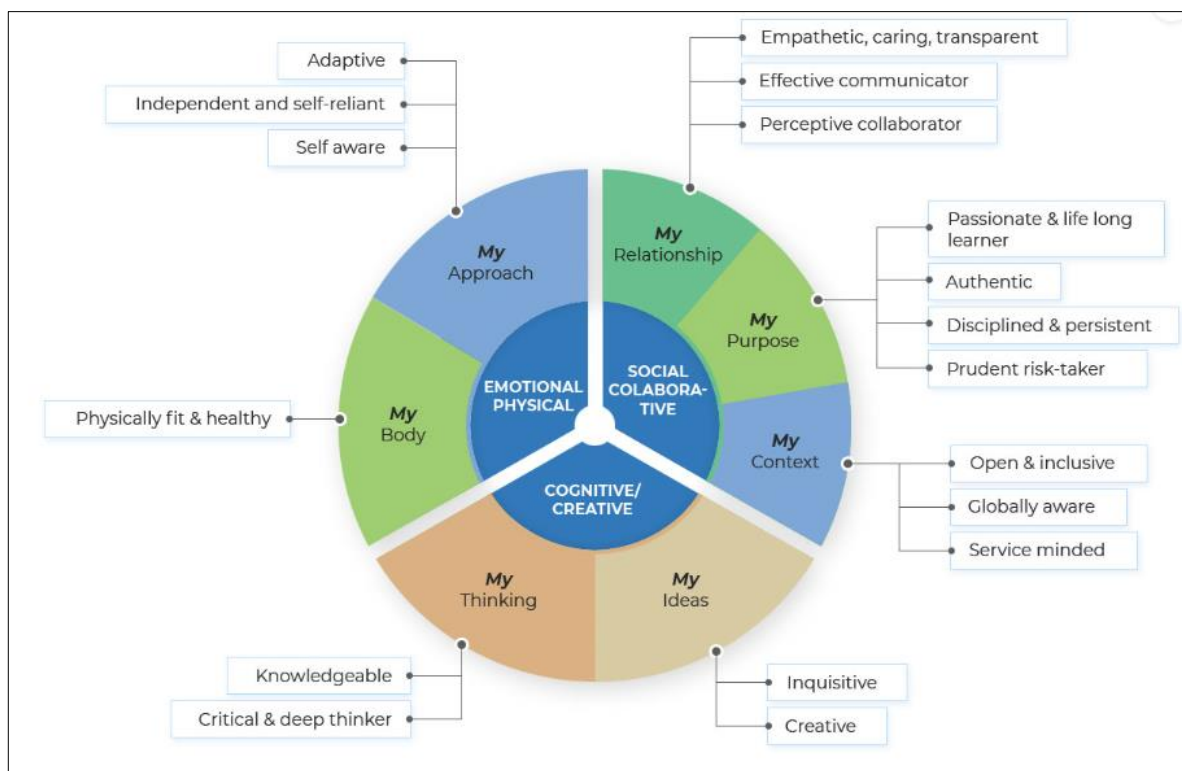 Empathetic, caring, transparent
Effective communicator
Perceptive collaborator
Adaptive
Independent and self-reliant
Self aware
My
Approach
My
Relationship
My
Purpose
Passionate & life long
learner
Authentic
Disciplined & persistent
Prudent risk-taker
EMOTIONAL
PHYSICAL
SOCIAL
COLABORA-
TIVE
Physically fit & healthy
My
Body
My
Context
Open & inclusive
Globally aware
Service minded
COGNITIVE/
CREATIVE
My
Thinking
My
Ideas
Knowledgeable
Critical & deep thinker
Inquisitive
Creative